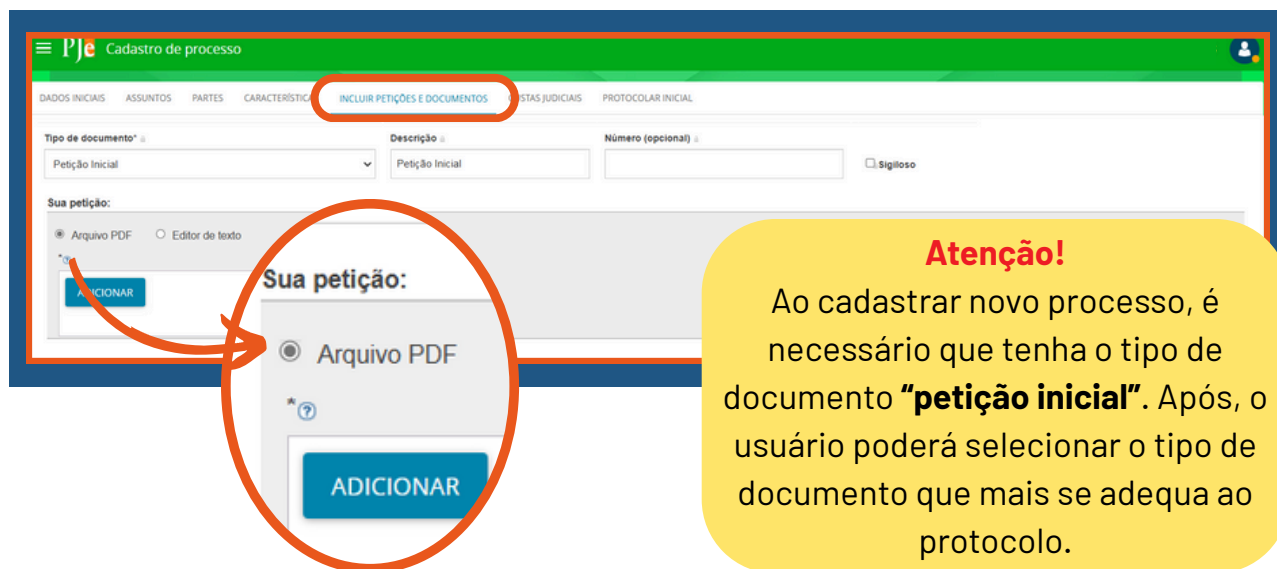 PJe Cadastro de processo
DADOS INICIAIS ASSUNTOS PARTES INCLUIR PETIÇÕES E DOCUMENTOS JUDICIAIS PROTOCOLAR INICIAL
Tipo de documento* Descrição Número (opcional)
Petição Inicial Petição Inicial Sigiloso
Sua petição:
Arquivo PDF Editor de texto
*?
Sua petição:
Arquivo PDF
*?
ADICIONAR
Atenção!
Ao cadastrar novo processo, é
necessário que tenha o tipo de
documento “petição inicial”. Após, o
usuário poderá selecionar o tipo de
documento que mais se adequa ao
protocolo.